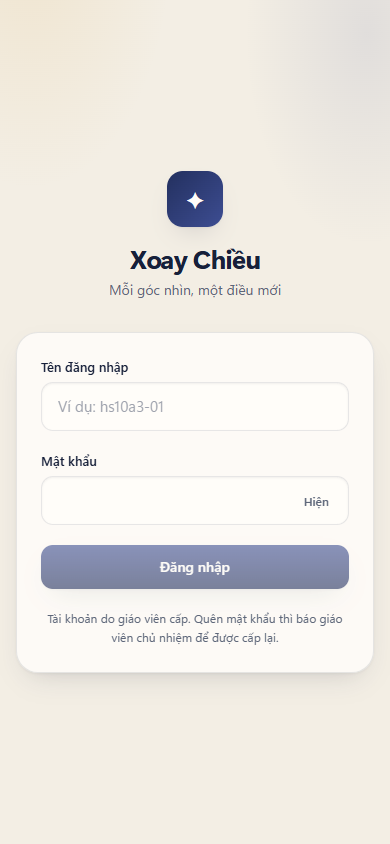 Xoay Chiều
Mỗi góc nhìn, một điều mới
Tên đăng nhập
Ví dụ: hs10a3-01
Mật khẩu
Hiện
Đăng nhập
Tài khoản do giáo viên cấp. Quên mật khẩu thì báo giáo
viên chủ nhiệm để được cấp lại.